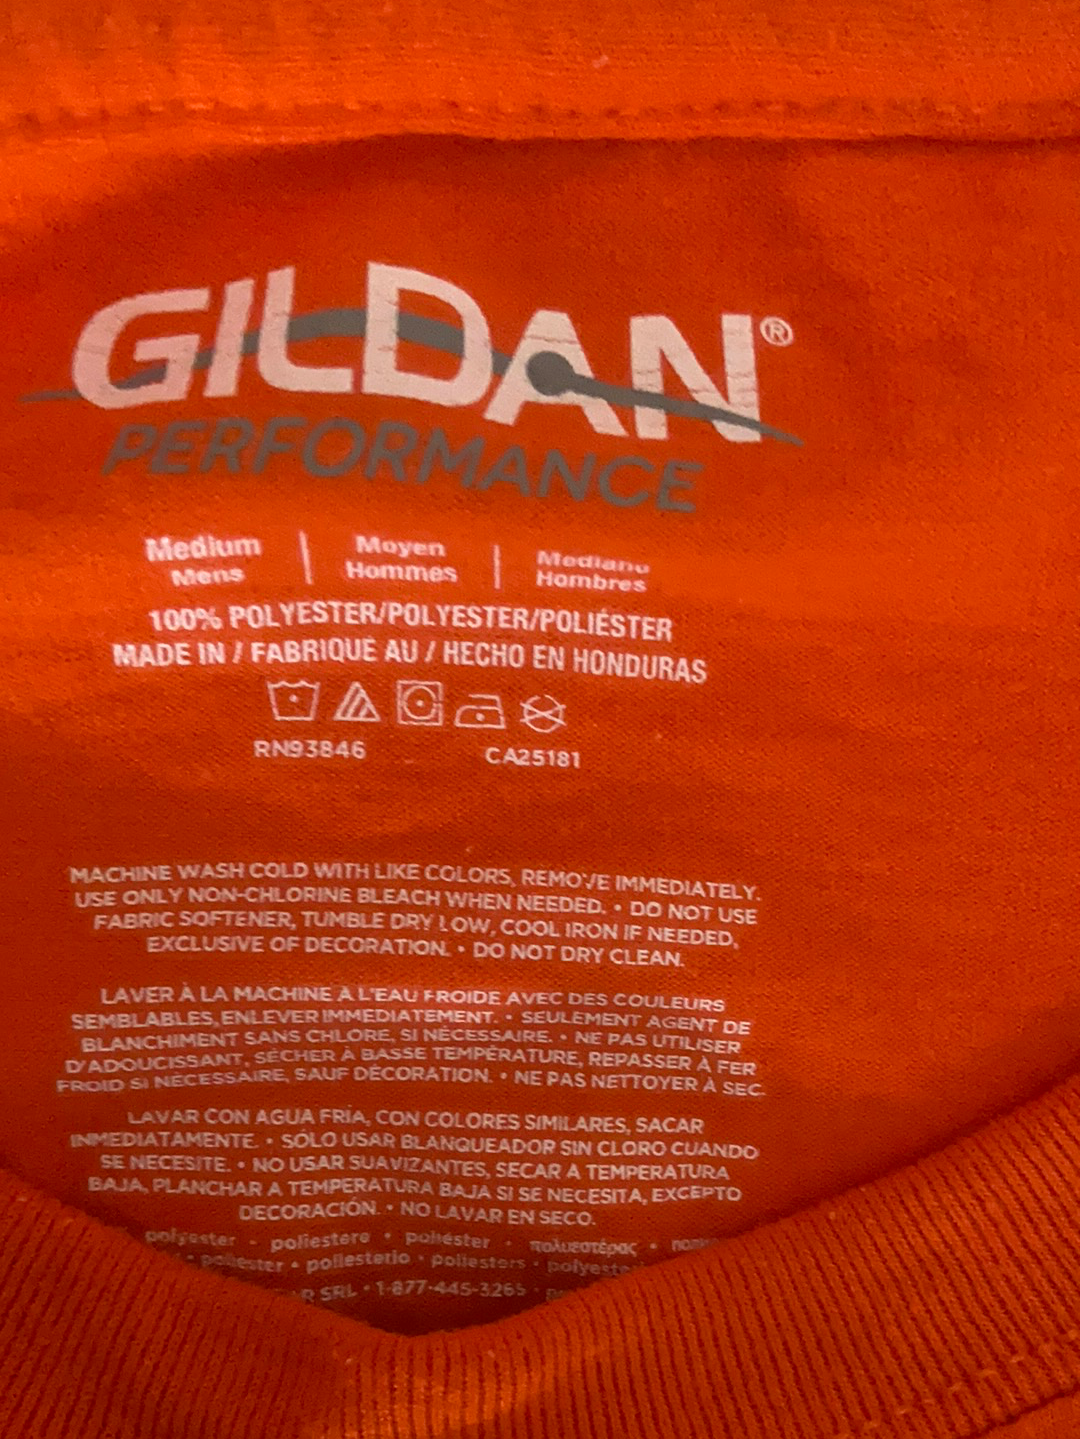 GILDAN®
PERFORMANCE
Medium | Moyen | Mediano
Mens Hommes Hombres
100% POLYESTER/POLYESTER/POLIÉSTER
MADE IN / FABRIQUÉ AU / HECHO EN HONDURAS
RN93846 CA25181
MACHINE WASH COLD WITH LIKE COLORS, REMOVE IMMEDIATELY.
USE ONLY NON-CHLORINE BLEACH WHEN NEEDED. • DO NOT USE
FABRIC SOFTENER, TUMBLE DRY LOW, COOL IRON IF NEEDED,
EXCLUSIVE OF DECORATION. • DO NOT DRY CLEAN.
LAVER À LA MACHINE À L'EAU FROIDE AVEC DES COULEURS
SEMBLABLES, ENLEVER IMMEDIATEMENT. • SEULEMENT AGENT DE
BLANCHIMENT SANS CHLORE, SI NÉCESSAIRE. • NE PAS UTILISER
D'ADOUCISSANT, SÉCHER À BASSE TEMPÉRATURE, REPASSER À FER
FROID SI NÉCESSAIRE, SAUF DÉCORATION. • NE PAS NETTOYER À SEC.
LAVAR CON AGUA FRÍA, CON COLORES SIMILARES, SACAR
INMEDIATAMENTE. • SÓLO USAR BLANQUEADOR SIN CLORO CUANDO
SE NECESITE. • NO USAR SUAVIZANTES, SECAR A TEMPERATURA
BAJA, PLANCHAR A TEMPERATURA BAJA SI SE NECESITA, EXCEPTO
DECORACIÓN. • NO LAVAR EN SECO.
polyester • poliestere • poliéster • πολυεστέρας •
• poliesterio • poliesters •
SRL • 1-877-445-3265 •